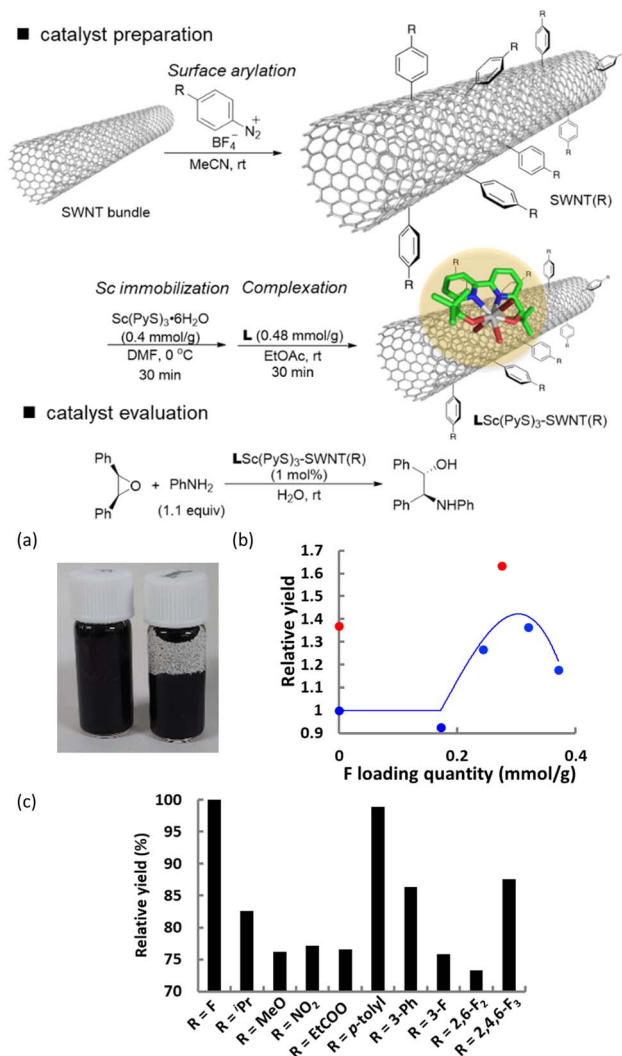 ■ catalyst preparation
Surface arylation
R
BF₄⁻
N₂⁺
MeCN, rt
SWNT bundle
R
R
R
R
R
R
R
R
R
SWNT(R)
Sc immobilization
Sc(PyS)₃•6H₂O
(0.4 mmol/g)
DMF, 0 °C
30 min
Complexation
L (0.48 mmol/g)
EtOAc, rt
30 min
R
R
R
R
R
R
LSc(PyS)₃-SWNT(R)
■ catalyst evaluation
Ph
O
Ph
+ PhNH₂
(1.1 equiv)
LSc(PyS)₃-SWNT(R)
(1 mol%)
H₂O, rt
Ph
OH
Ph
NHPh
(a)
(b)
1.7
1.6
1.5
1.4
1.3
1.2
1.1
1
0.9
Relative yield
0
0.2
0.4
F loading quantity (mmol/g)
(c)
100
95
90
85
80
75
70
Relative yield (%)
R = F
R = ⁱPr
R = MeO
R = NO₂
R = EtCOO
R = p-tolyl
R = 3-Ph
R = 3-F
R = 2,6-F₂
R = 2,4,6-F₃